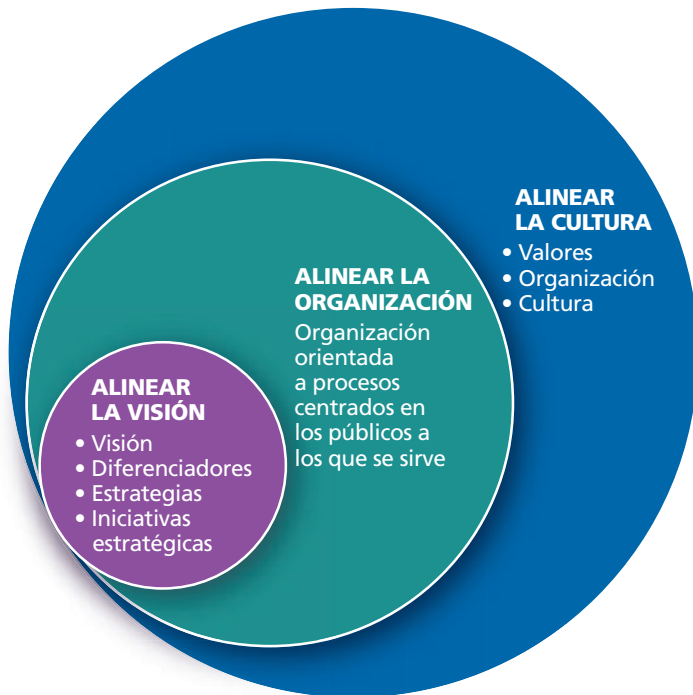 ALINEAR
LA CULTURA
• Valores
• Organización
• Cultura
ALINEAR LA
ORGANIZACIÓN
Organización
orientada
a procesos
centrados en
los públicos a
los que se sirve
ALINEAR
LA VISIÓN
• Visión
• Diferenciadores
• Estrategias
• Iniciativas
estratégicas